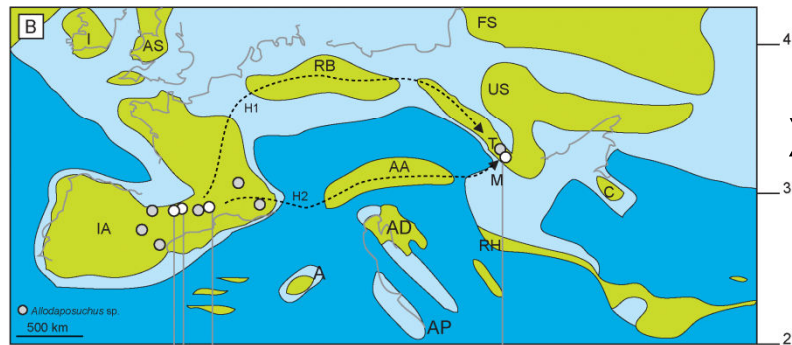 B
I
AS
FS
4
RB
US
H1
T
AA
M
3
H2
C
IA
AD
RH
A
Allodaposuchus sp.
500 km
AP
2